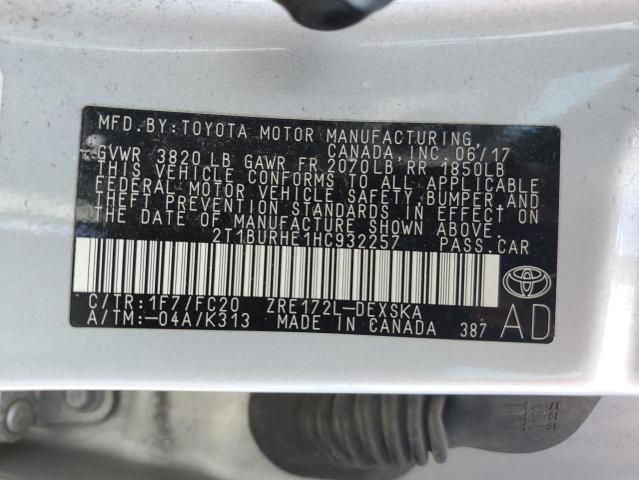 MFD. BY:TOYOTA MOTOR MANUFACTURING,
CANADA, INC. 06/17
GVWR 3820 LB GAWR FR 2070LB RR 1850LB
THIS VEHICLE CONFORMS TO ALL APPLICABLE
FEDERAL MOTOR VEHICLE SAFETY,BUMPER,AND
THEFT PREVENTION STANDARDS IN EFFECT ON
THE DATE OF MANUFACTURE SHOWN ABOVE.
2T1BURHE1HC932257 PASS.CAR
C/TR:1F7/FC20 ZRE172L-DEXSKA
A/TM:-04A/K313 MADE IN CANADA 387
AD